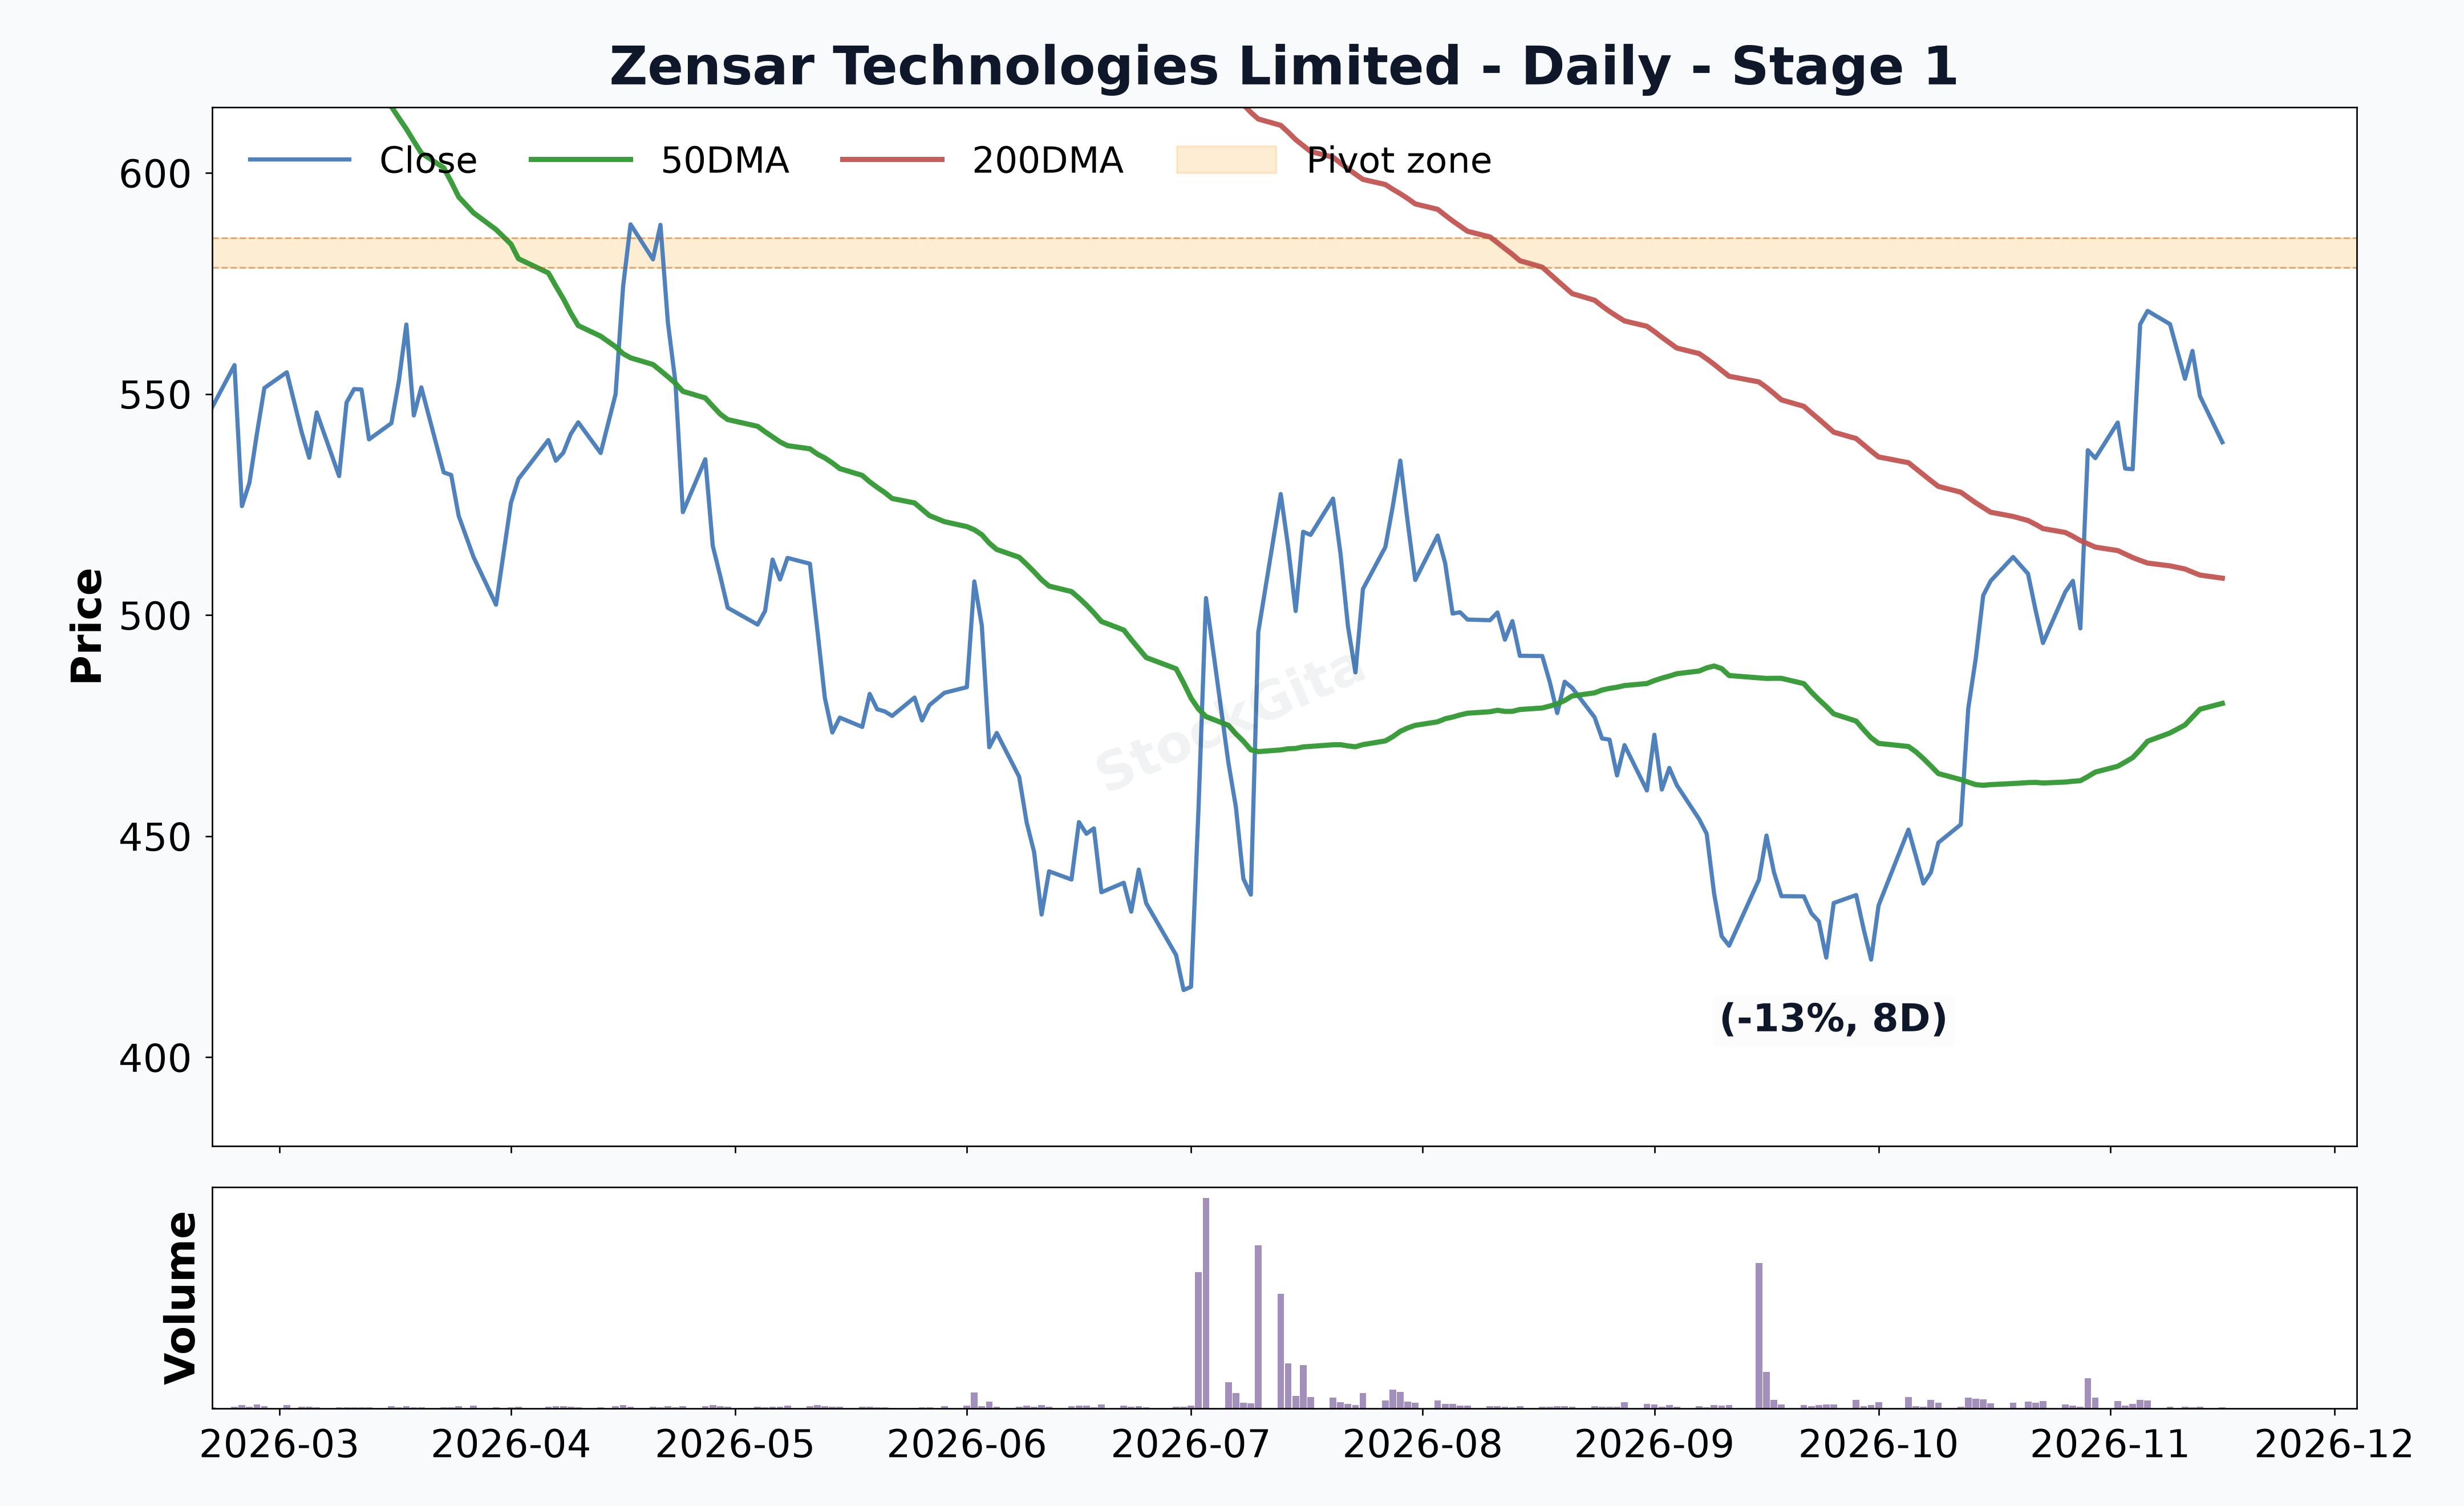 Zensar Technologies Limited - Daily - Stage 1
Close 50DMA 200DMA Pivot zone
600
550
500
450
400
Price
StockGita
(-13%, 8D)
Volume
2026-03 2026-04 2026-05 2026-06 2026-07 2026-08 2026-09 2026-10 2026-11 2026-12